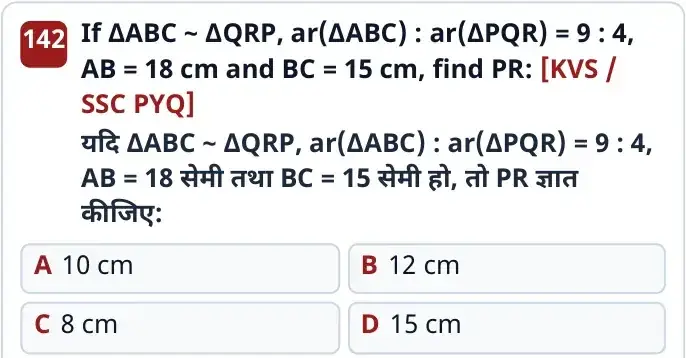 142 If ΔABC ~ ΔQRP, ar(ΔABC) : ar(ΔPQR) = 9 : 4,
AB = 18 cm and BC = 15 cm, find PR: [KVS /
SSC PYQ]
यदि ΔABC ~ ΔQRP, ar(ΔABC) : ar(ΔPQR) = 9 : 4,
AB = 18 सेमी तथा BC = 15 सेमी हो, तो PR ज्ञात
कीजिए:
A 10 cm
B 12 cm
C 8 cm
D 15 cm